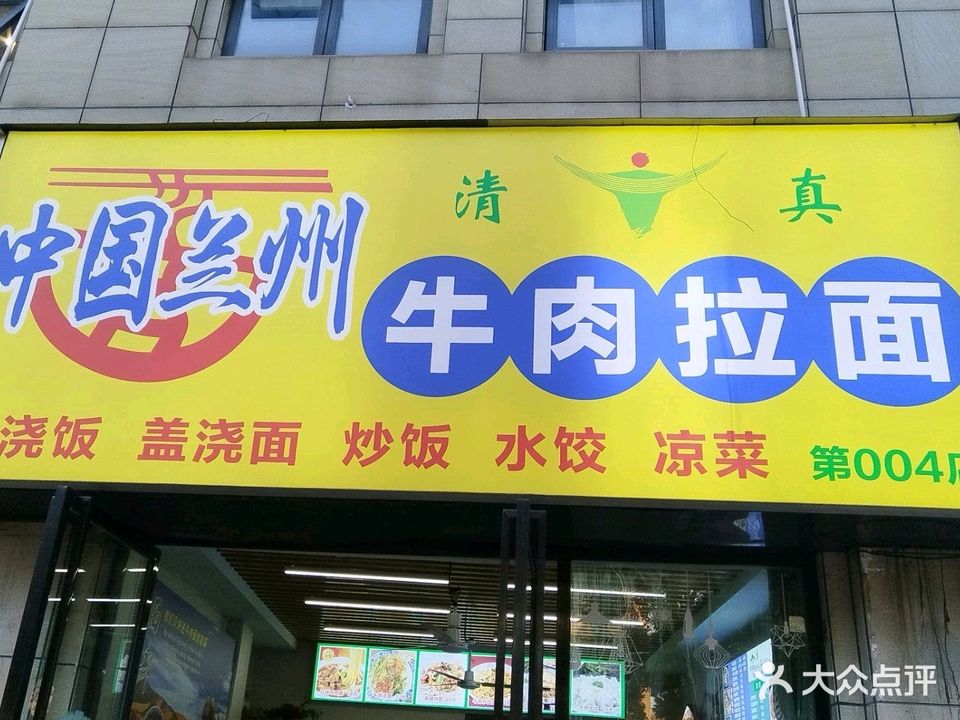 清 真
中国兰州
牛肉拉面
浇饭 盖浇面 炒饭 水饺 凉菜 第004店
大众点评